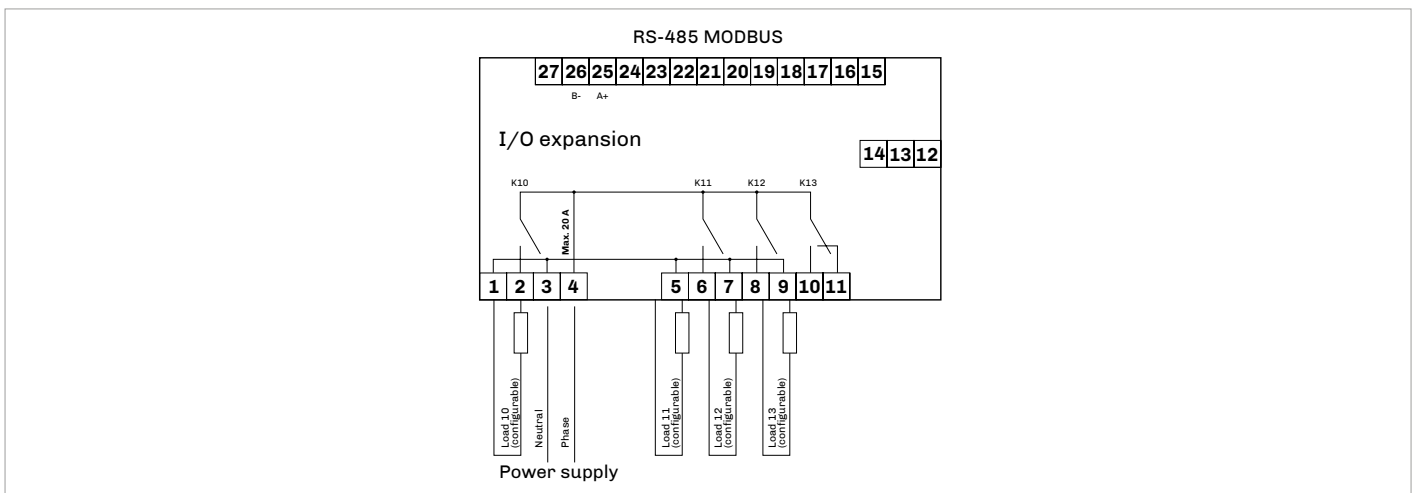 RS-485 MODBUS
27 26 25 24 23 22 21 20 19 18 17 16 15
B- A+
I/O expansion
14 13 12
K10 K11 K12 K13
Max. 20 A
1 2 3 4 5 6 7 8 9 10 11
Load 10
(configurable)
Neutral
Phase
Load 11
(configurable)
Load 12
(configurable)
Load 13
(configurable)
Power supply